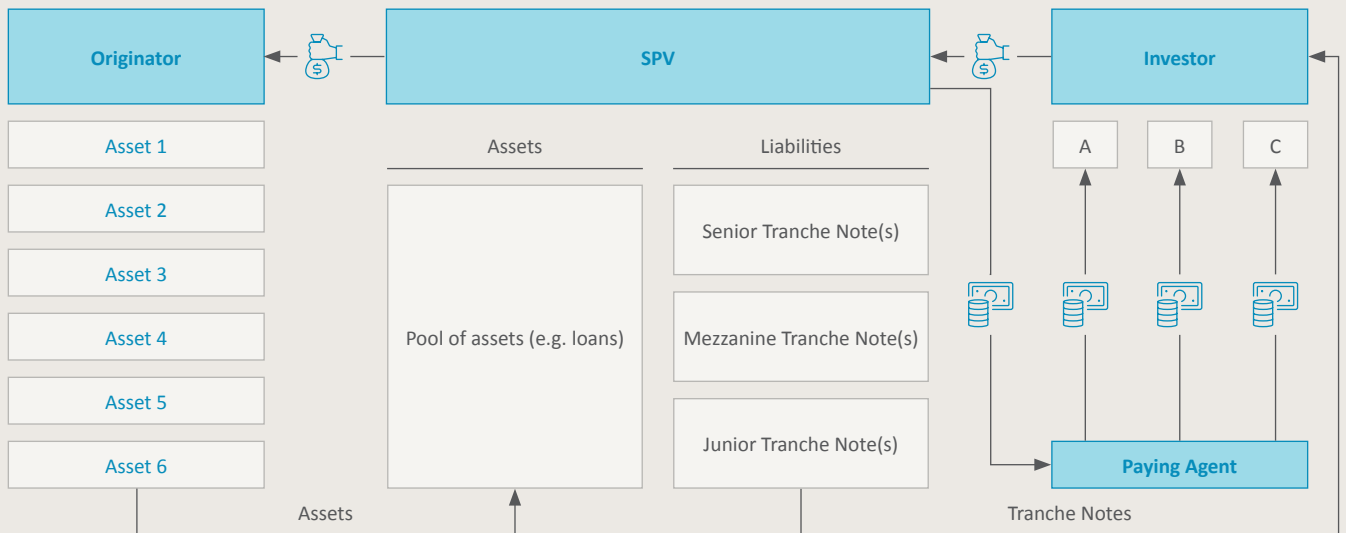 Originator
SPV
Investor
Asset 1
Asset 2
Asset 3
Asset 4
Asset 5
Asset 6
Assets
Pool of assets (e.g. loans)
Liabilities
Senior Tranche Note(s)
Mezzanine Tranche Note(s)
Junior Tranche Note(s)
A
B
C
Paying Agent
Assets
Tranche Notes
$
$